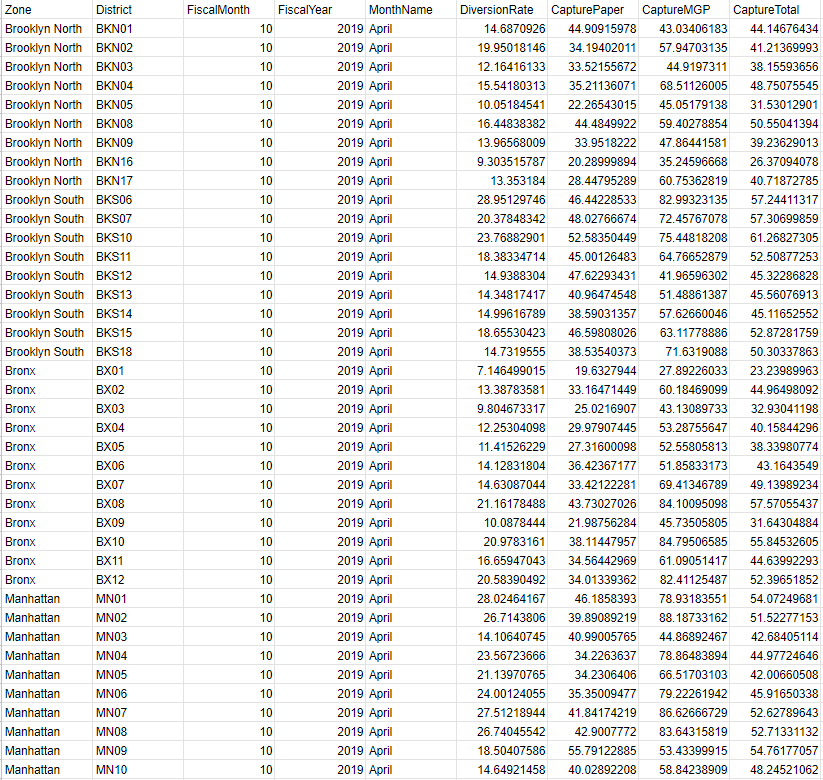 Zone District FiscalMonth FiscalYear MonthName DiversionRate CapturePaper CaptureMGP CaptureTotal
Brooklyn North BKN01 10 2019 April 14.6870926 44.90915978 43.03406183 44.14676434
Brooklyn North BKN02 10 2019 April 19.95018146 34.19402011 57.94703135 41.21369993
Brooklyn North BKN03 10 2019 April 12.16416133 33.52155672 44.9197311 38.15593656
Brooklyn North BKN04 10 2019 April 15.54180313 35.21136071 68.51126005 48.75075545
Brooklyn North BKN05 10 2019 April 10.05184541 22.26543015 45.05179138 31.53012901
Brooklyn North BKN08 10 2019 April 16.44838382 44.4849922 59.40278854 50.55041394
Brooklyn North BKN09 10 2019 April 13.96568009 33.9518222 47.86441581 39.23629013
Brooklyn North BKN16 10 2019 April 9.303515787 20.28999894 35.24596668 26.37094078
Brooklyn North BKN17 10 2019 April 13.353184 28.44795289 60.75362819 40.71872785
Brooklyn South BKS06 10 2019 April 28.95129746 46.44228533 82.99323135 57.24411317
Brooklyn South BKS07 10 2019 April 20.37848342 48.02766674 72.45767078 57.30699859
Brooklyn South BKS10 10 2019 April 23.76882901 52.58350449 75.44818208 61.26827305
Brooklyn South BKS11 10 2019 April 18.38334714 45.00126483 64.76652879 52.50877253
Brooklyn South BKS12 10 2019 April 14.9388304 47.62293431 41.96596302 45.32286828
Brooklyn South BKS13 10 2019 April 14.34817417 40.96474548 51.48861387 45.56076913
Brooklyn South BKS14 10 2019 April 14.99616789 38.59031357 57.62660046 45.11652552
Brooklyn South BKS15 10 2019 April 18.65530423 46.59808026 63.11778886 52.87281759
Brooklyn South BKS18 10 2019 April 14.7319555 38.53540373 71.6319088 50.30337863
Bronx BX01 10 2019 April 7.146499015 19.6327944 27.89226033 23.23989963
Bronx BX02 10 2019 April 13.38783581 33.16471449 60.18469099 44.96498092
Bronx BX03 10 2019 April 9.804673317 25.0216907 43.13089733 32.93041198
Bronx BX04 10 2019 April 12.25304098 29.97907445 53.28755647 40.15844296
Bronx BX05 10 2019 April 11.41526229 27.31600098 52.55805813 38.33980774
Bronx BX06 10 2019 April 14.12831804 36.42367177 51.85833173 43.1643549
Bronx BX07 10 2019 April 14.63087044 33.42122281 69.41346789 49.13989234
Bronx BX08 10 2019 April 21.16178488 43.73027026 84.10095098 57.57055437
Bronx BX09 10 2019 April 10.0878444 21.98756284 45.73505805 31.64304884
Bronx BX10 10 2019 April 20.9783161 38.11447957 84.79506585 55.84532605
Bronx BX11 10 2019 April 16.65947043 34.56442969 61.09051417 44.63992293
Bronx BX12 10 2019 April 20.58390492 34.01339362 82.41125487 52.39651852
Manhattan MN01 10 2019 April 28.02464167 46.1858393 78.93183551 54.07249681
Manhattan MN02 10 2019 April 26.7143806 39.89089219 88.18733162 51.52277153
Manhattan MN03 10 2019 April 14.10640745 40.99005765 44.86892467 42.68405114
Manhattan MN04 10 2019 April 23.56723666 34.2263637 78.86483894 44.97724646
Manhattan MN05 10 2019 April 21.13970765 34.2306406 66.51703103 42.00660508
Manhattan MN06 10 2019 April 24.00124055 35.35009477 79.22261942 45.91650338
Manhattan MN07 10 2019 April 27.51218944 41.84174219 86.62666729 52.62789643
Manhattan MN08 10 2019 April 26.74045542 42.9007772 83.64315819 52.71331132
Manhattan MN09 10 2019 April 18.50407586 55.79122885 53.43399915 54.76177057
Manhattan MN10 10 2019 April 14.64921458 40.02892208 58.84238909 48.24521062